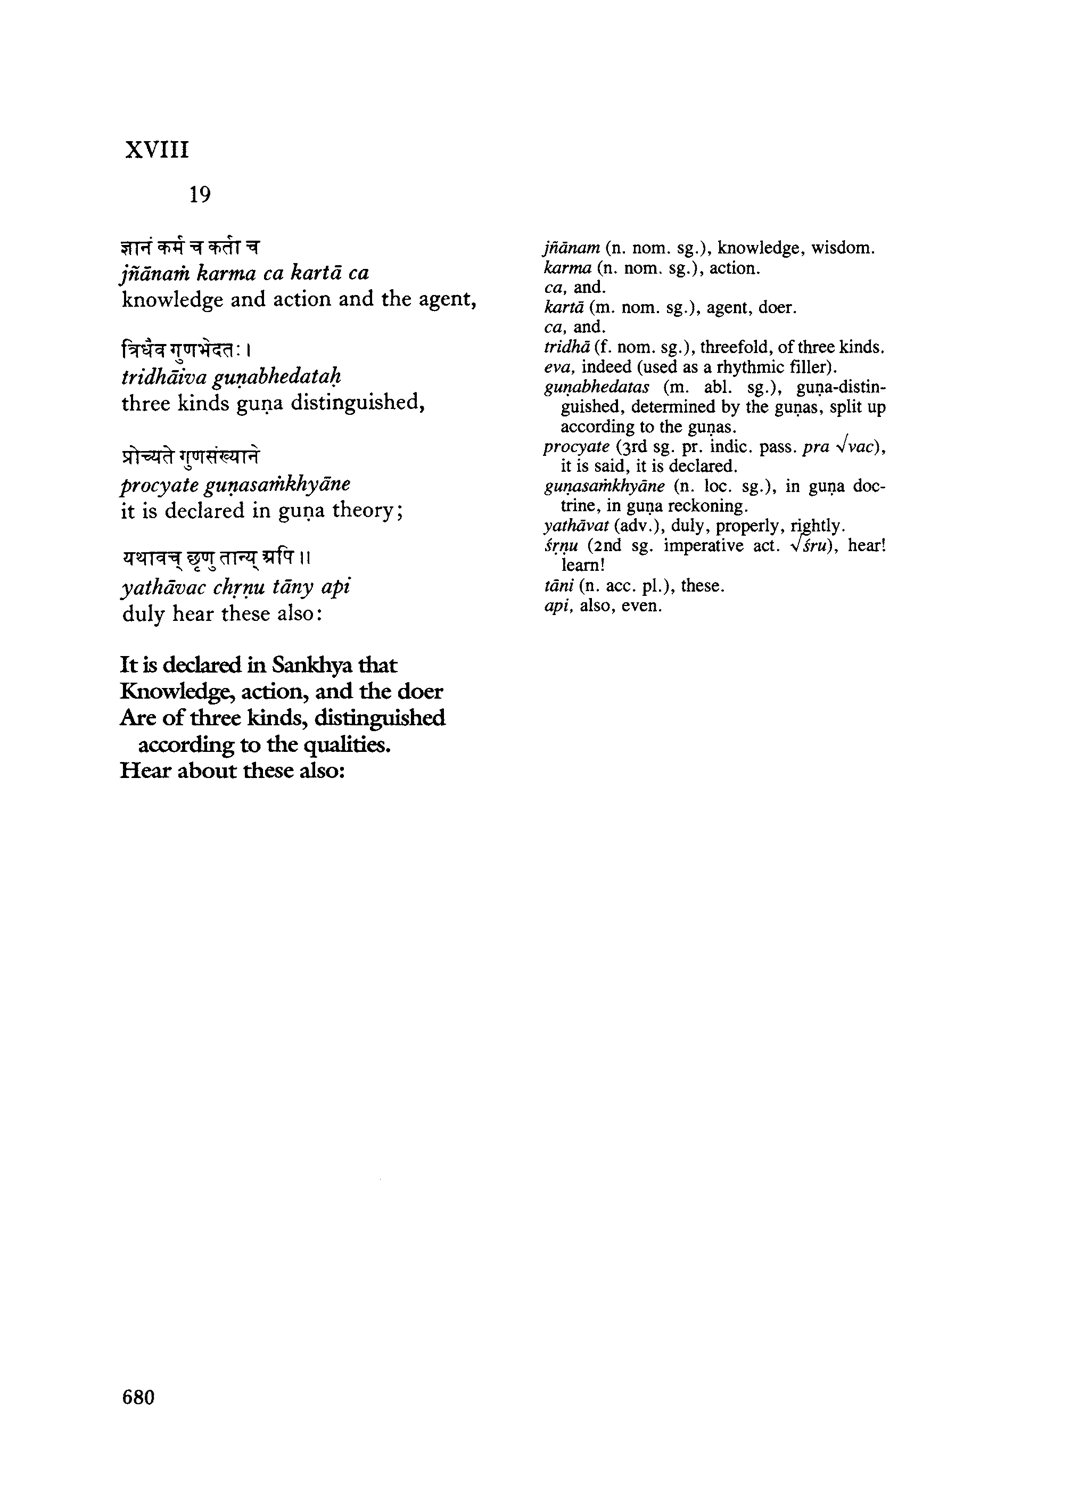 XVIII
19
ज्ञानं कर्म च कर्ता च
jñānaṁ karma ca kartā ca
knowledge and action and the agent,
त्रिधैव गुणभेदतः ।
tridhāiva guṇabhedataḥ
three kinds guṇa distinguished,
प्रोच्यते गुणसंख्याने
procyate guṇasaṁkhyāne
it is declared in guṇa theory;
यथावच् छृणु तान्य् अपि ॥
yathāvac chṛṇu tāny api
duly hear these also:
It is declared in Sankhya that
Knowledge, action, and the doer
Are of three kinds, distinguished
according to the qualities.
Hear about these also:
jñānam (n. nom. sg.), knowledge, wisdom.
karma (n. nom. sg.), action.
ca, and.
kartā (m. nom. sg.), agent, doer.
ca, and.
tridhā (f. nom. sg.), threefold, of three kinds.
eva, indeed (used as a rhythmic filler).
guṇabhedatas (m. abl. sg.), guṇa-distin-
guished, determined by the guṇas, split up
according to the guṇas.
procyate (3rd sg. pr. indic. pass. pra √vac),
it is said, it is declared.
guṇasaṁkhyāne (n. loc. sg.), in guṇa doc-
trine, in guṇa reckoning.
yathāvat (adv.), duly, properly, rightly.
śṛṇu (2nd sg. imperative act. √śru), hear!
learn!
tāni (n. acc. pl.), these.
api, also, even.
680